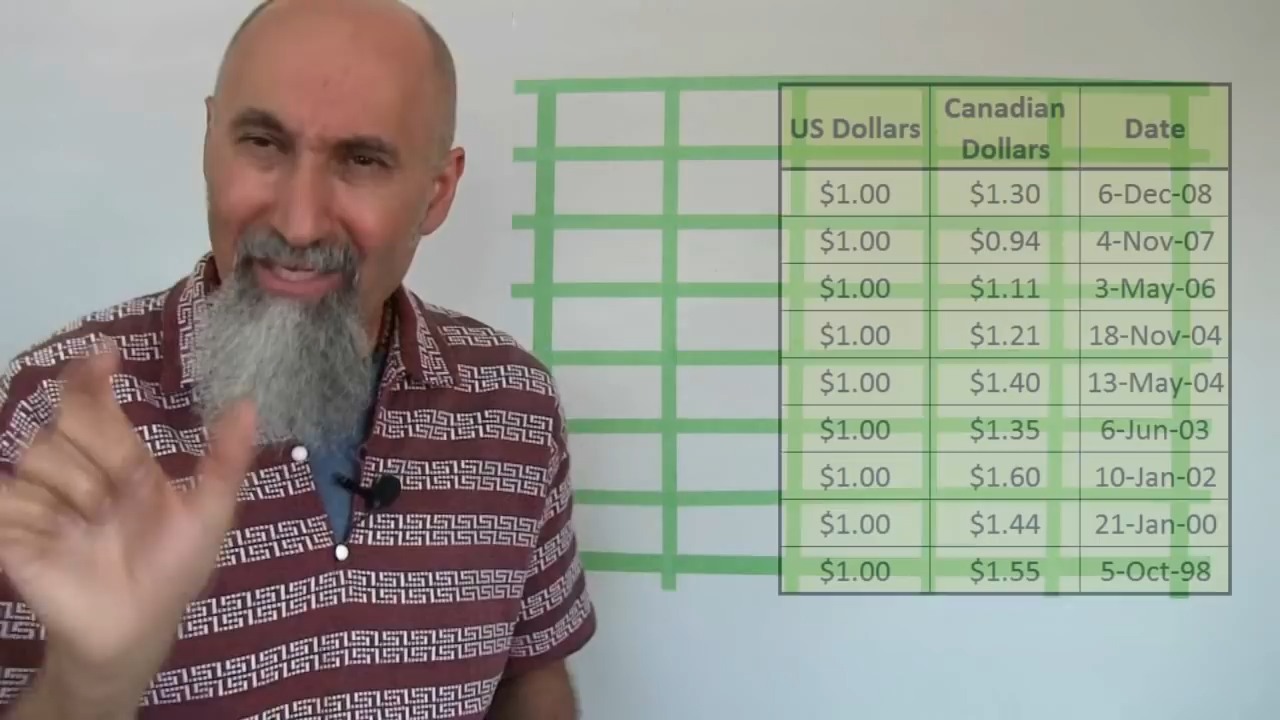 US Dollars Canadian Dollars Date
$1.00 $1.30 6-Dec-08
$1.00 $0.94 4-Nov-07
$1.00 $1.11 3-May-06
$1.00 $1.21 18-Nov-04
$1.00 $1.40 13-May-04
$1.00 $1.35 6-Jun-03
$1.00 $1.60 10-Jan-02
$1.00 $1.44 21-Jan-00
$1.00 $1.55 5-Oct-98